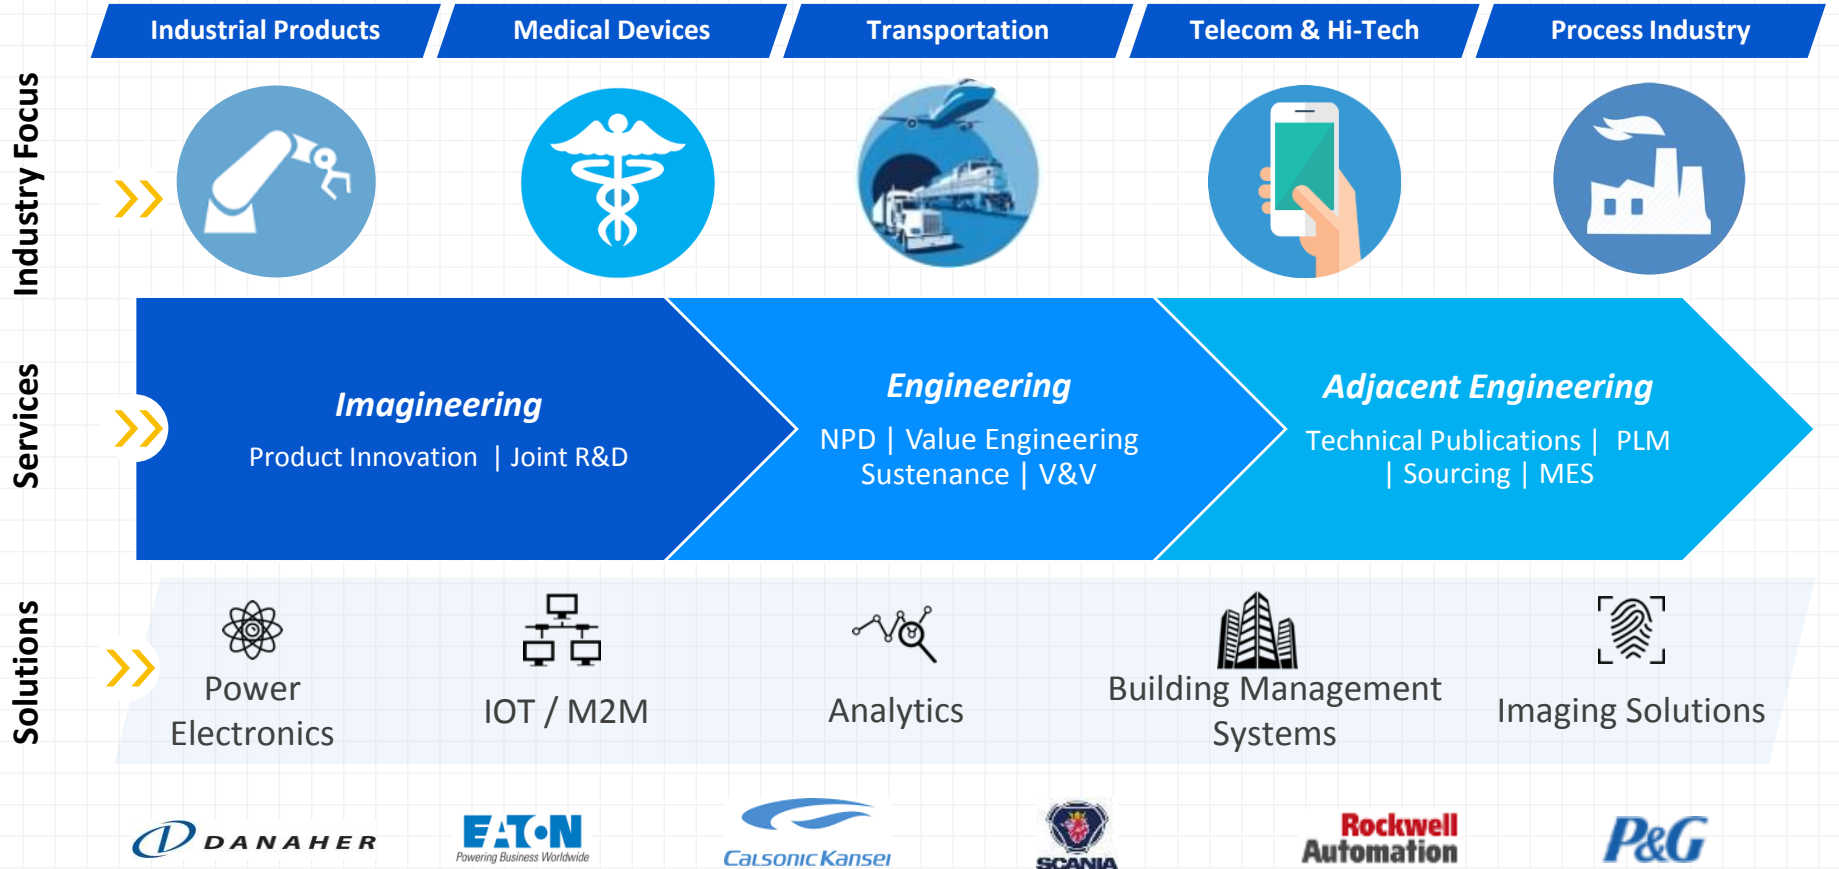 Industrial Products
Medical Devices
Transportation
Telecom & Hi-Tech
Process Industry
Industry Focus
Services
Imagineering
Product Innovation | Joint R&D
Engineering
NPD | Value Engineering
Sustenance | V&V
Adjacent Engineering
Technical Publications | PLM
| Sourcing | MES
Solutions
Power
Electronics
IOT / M2M
Analytics
Building Management
Systems
Imaging Solutions
DANAHER
EATON
Powering Business Worldwide
CalsonicKansei
SCANIA
Rockwell
Automation
P&G